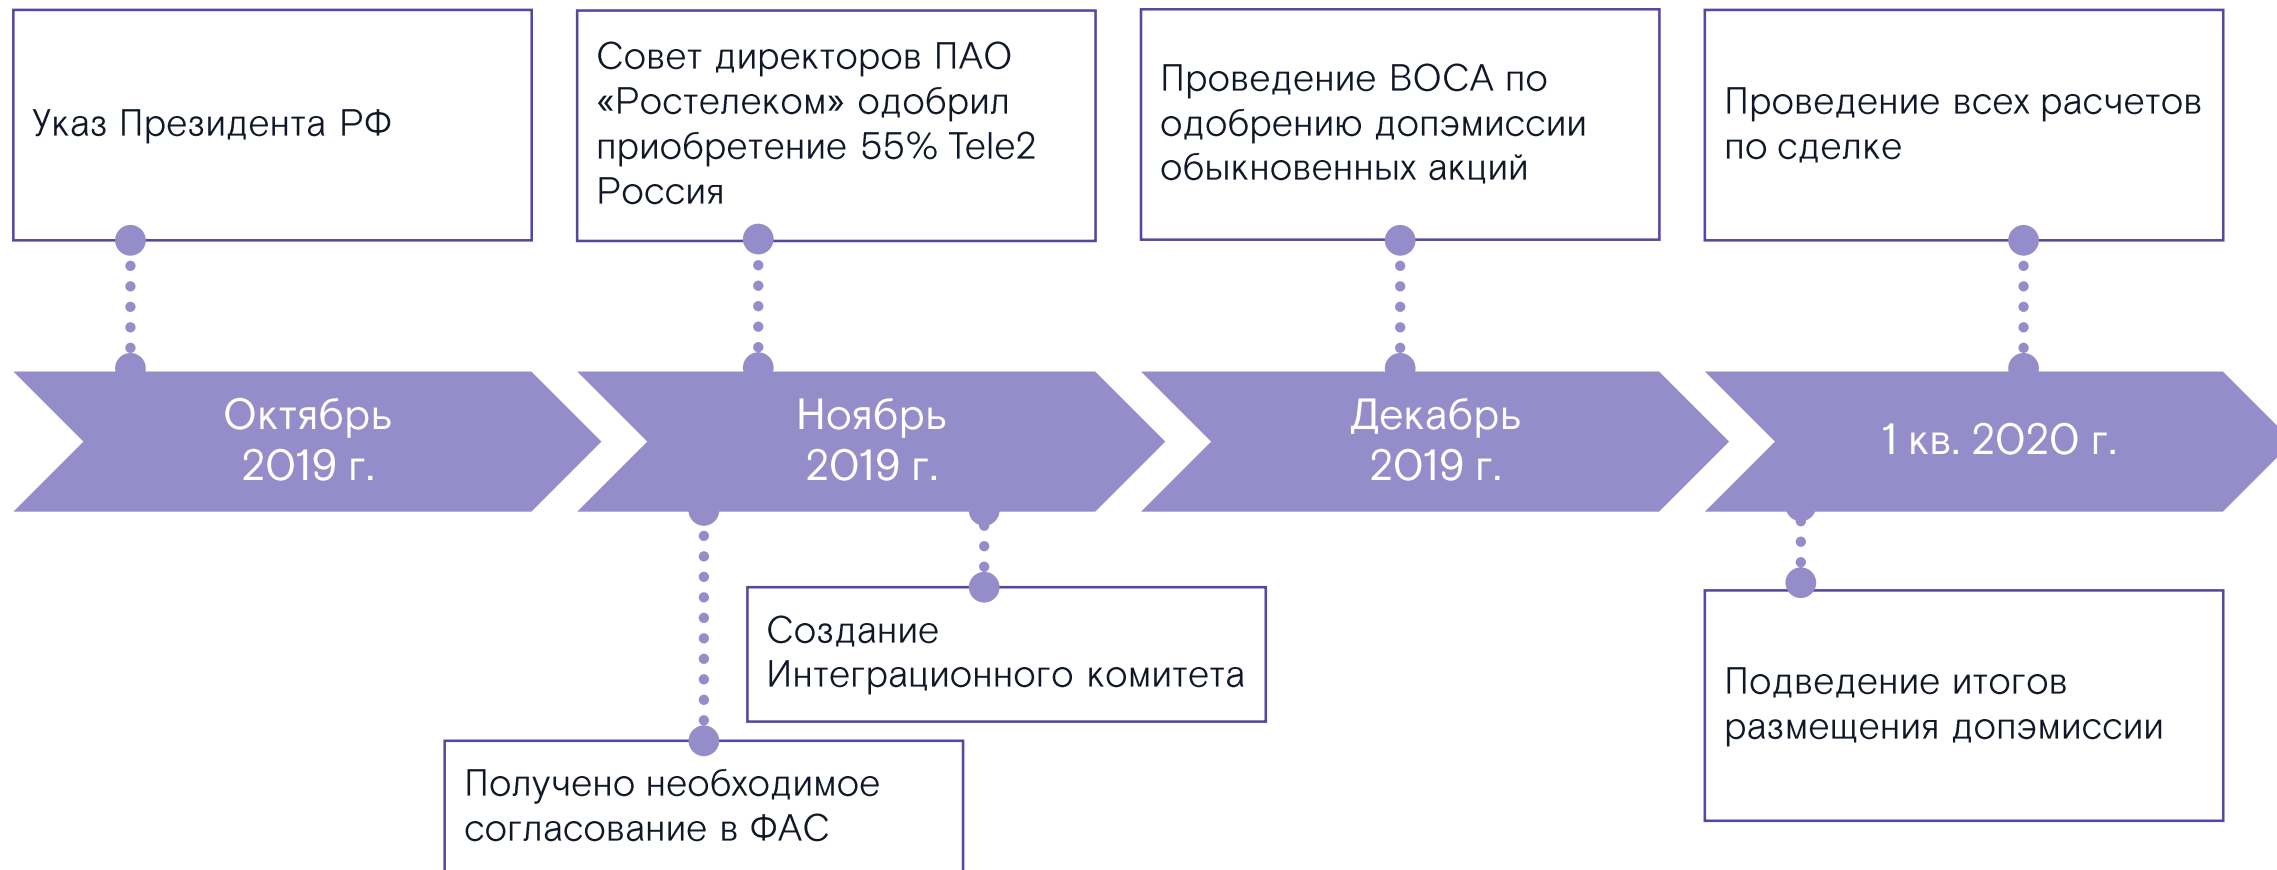 Указ Президента РФ
Совет директоров ПАО
«Ростелеком» одобрил
приобретение 55% Tele2
Россия
Проведение ВОСА по
одобрению допэмиссии
обыкновенных акций
Проведение всех расчетов
по сделке
Октябрь
2019 г.
Ноябрь
2019 г.
Декабрь
2019 г.
1 кв. 2020 г.
Создание
Интеграционного комитета
Получено необходимое
согласование в ФАС
Подведение итогов
размещения допэмиссии